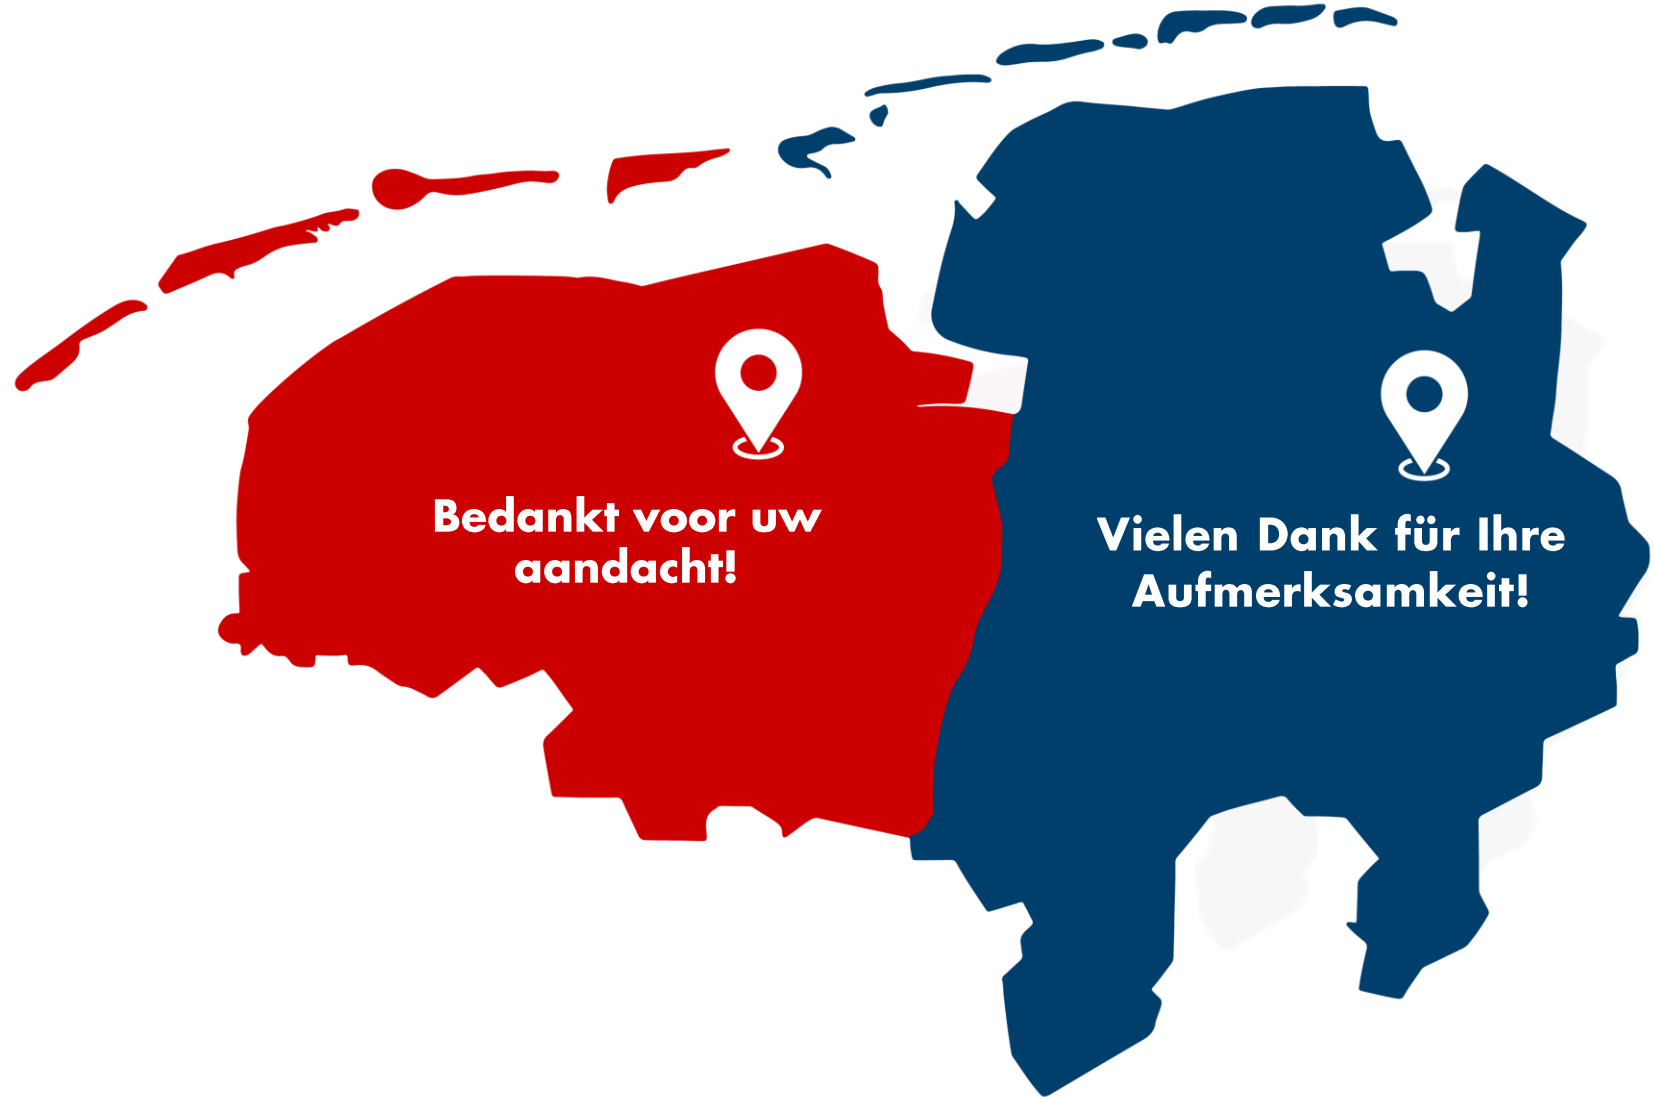 Bedankt voor uw
aandacht!
Vielen Dank für Ihre
Aufmerksamkeit!